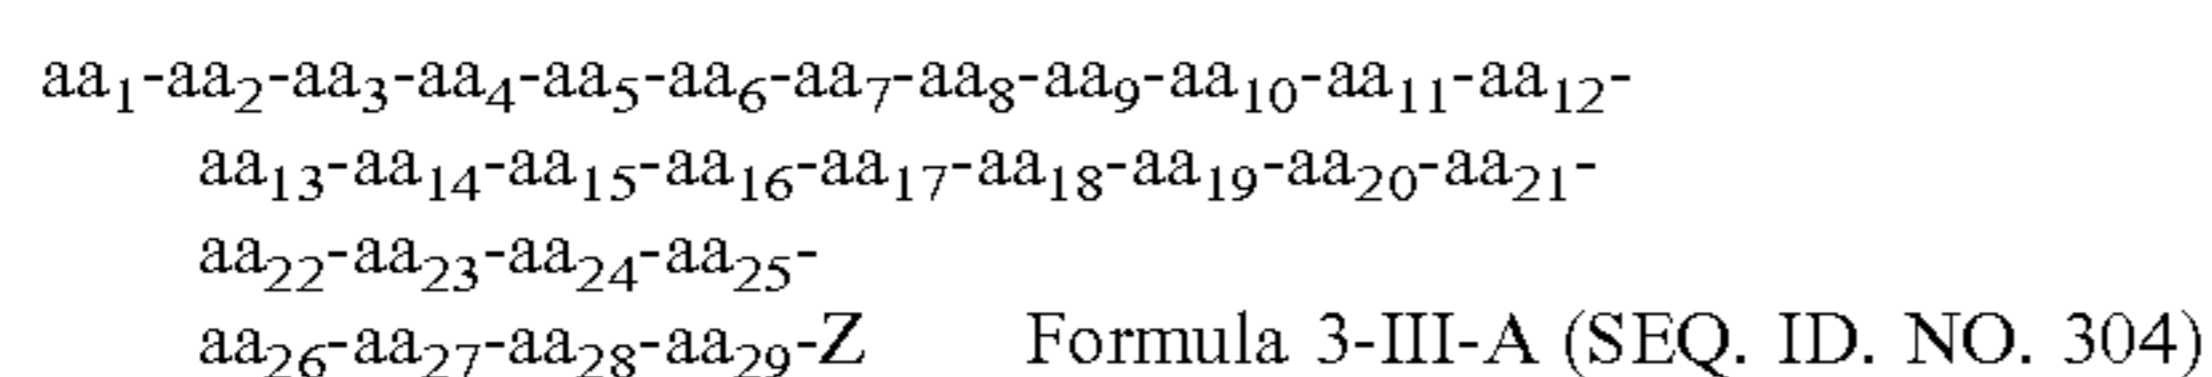 aa₁-aa₂-aa₃-aa₄-aa₅-aa₆-aa₇-aa₈-aa₉-aa₁₀-aa₁₁-aa₁₂-
aa₁₃-aa₁₄-aa₁₅-aa₁₆-aa₁₇-aa₁₈-aa₁₉-aa₂₀-aa₂₁-
aa₂₂-aa₂₃-aa₂₄-aa₂₅-
aa₂₆-aa₂₇-aa₂₈-aa₂₉-Z Formula 3-III-A (SEQ. ID. NO. 304)